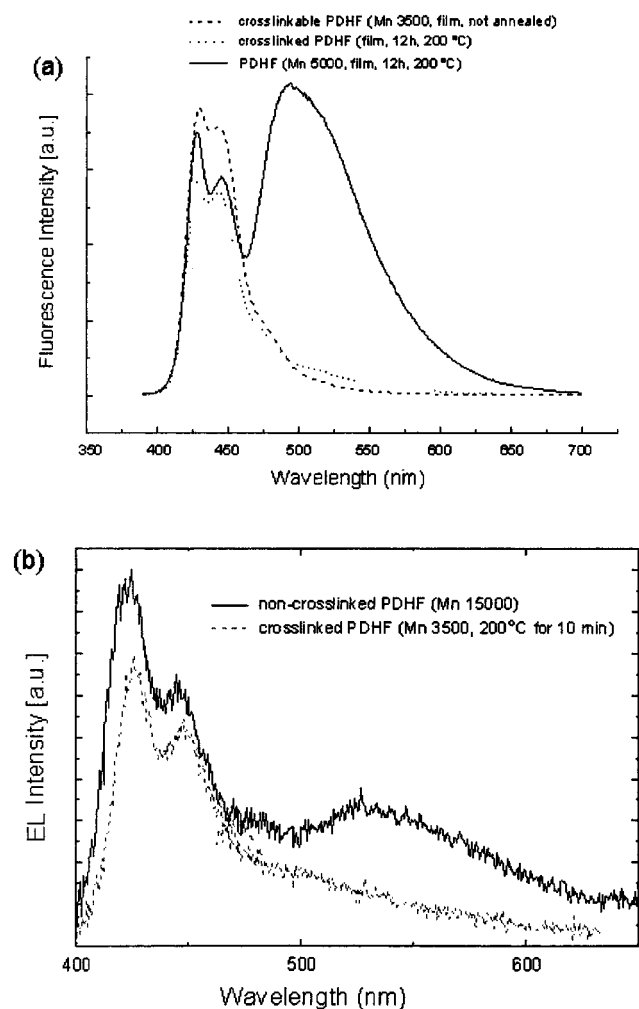 crosslinkable PDHF (Mn 3500, film, not annealed)
crosslinked PDHF (film, 12h, 200 °C)
PDHF (Mn 5000, film, 12h, 200 °C)
(a)
Fluorescence Intensity [a.u.]
350 400 450 500 550 600 650 700
Wavelength (nm)
(b)
non-crosslinked PDHF (Mn 15000)
crosslinked PDHF (Mn 3500, 200°C for 10 min)
EL Intensity [a.u.]
400 500 600
Wavelength (nm)